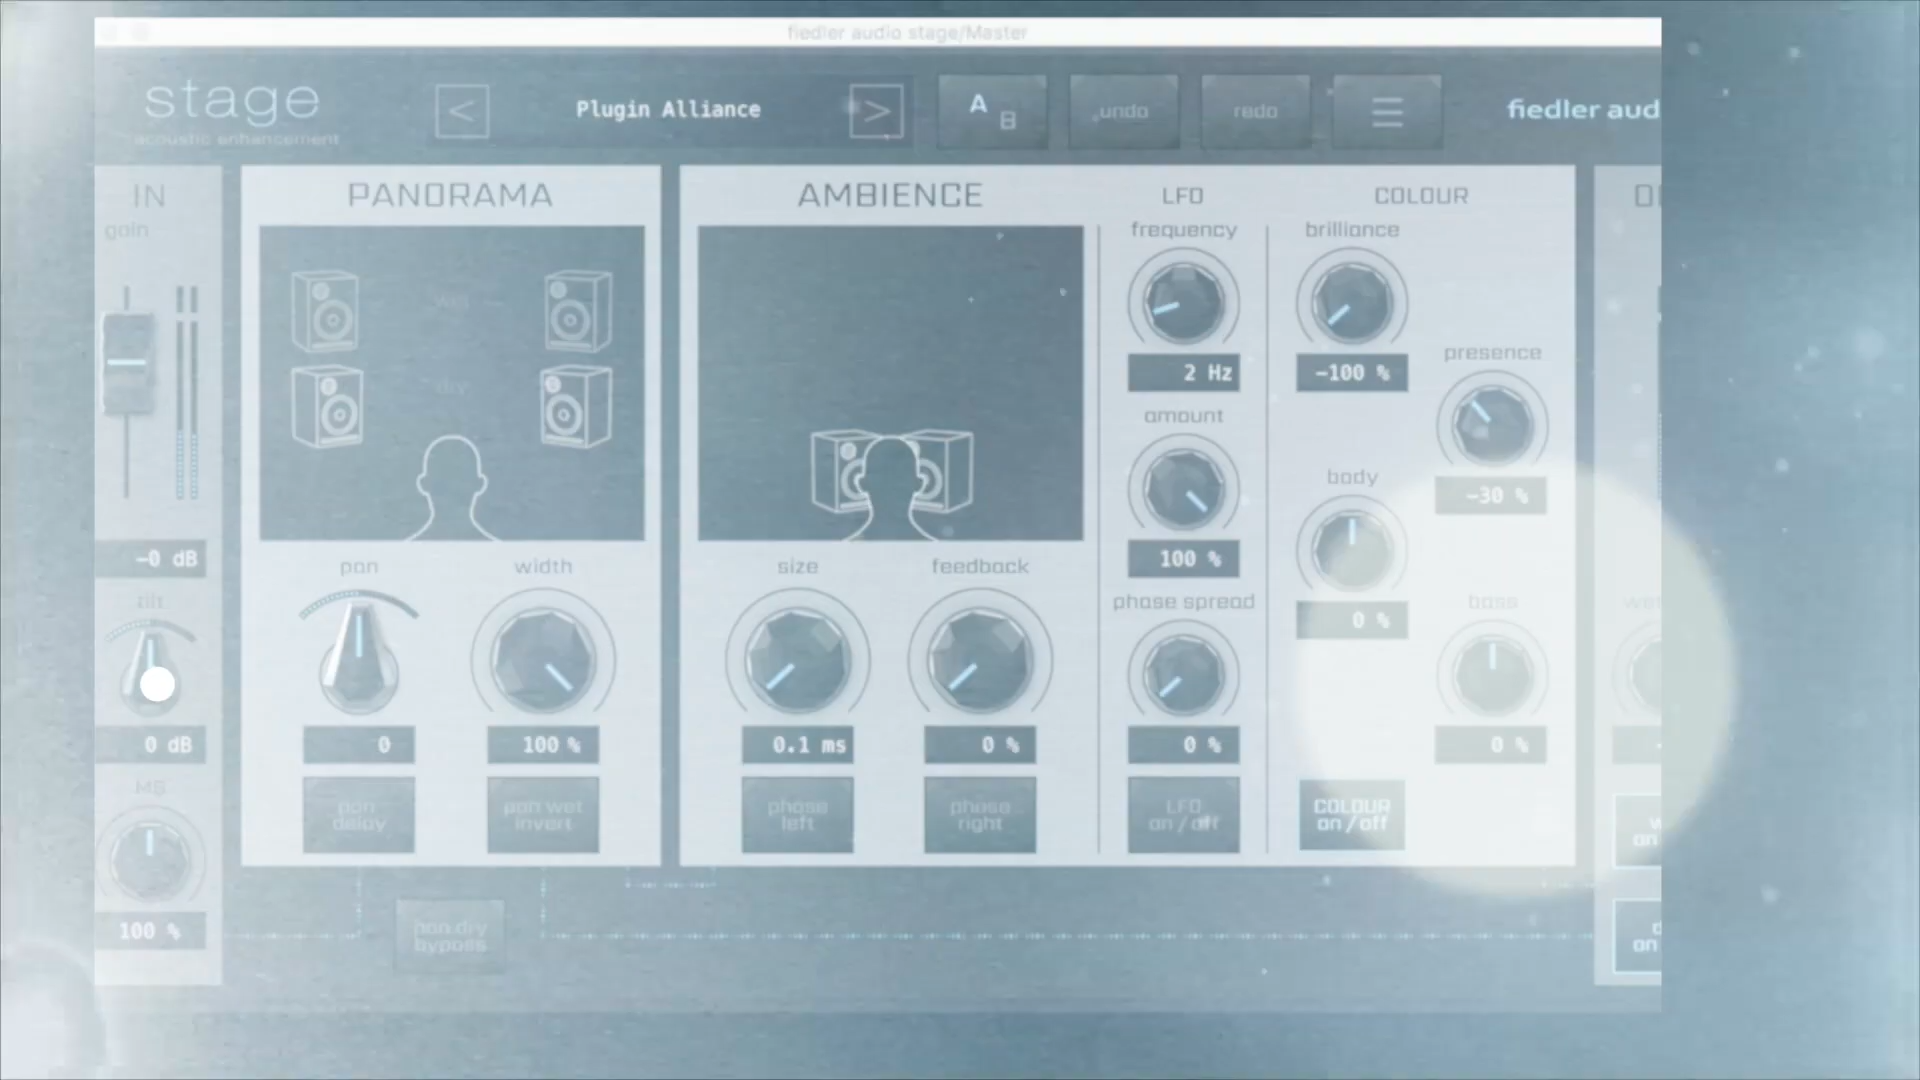 fiedler audio stage/Master
stage
acoustic enhancement
<
Plugin Alliance
>
A
B
undo
redo
fiedler aud
IN
gain
-0 dB
tilt
0 dB
MS
100 %
PANORAMA
wet
dry
pan
width
0
100 %
pan
delay
pan wet
invert
pan dry
bypass
AMBIENCE
size
feedback
0.1 ms
0 %
phase
left
phase
right
LFO
frequency
2 Hz
amount
100 %
phase spread
0 %
LFO
on / off
COLOUR
brilliance
-100 %
presence
-30 %
body
0 %
bass
0 %
COLOUR
on / off